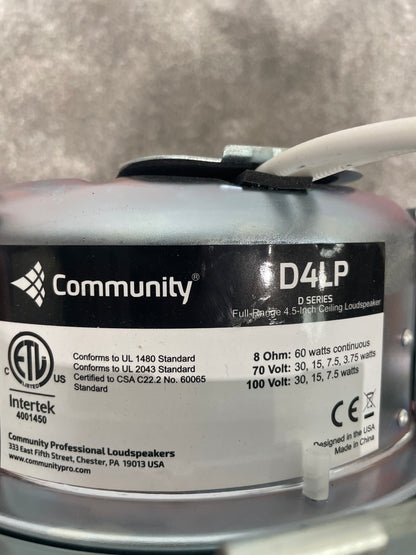 Community®
D4LP
D SERIES
Full-Range 4.5-Inch Ceiling Loudspeaker
C ETL LISTED US
Intertek
4001450
Conforms to UL 1480 Standard
Conforms to UL 2043 Standard
Certified to CSA C22.2 No. 60065
Standard
8 Ohm: 60 watts continuous
70 Volt: 30, 15, 7.5, 3.75 watts
100 Volt: 30, 15, 7.5 watts
CE
Community Professional Loudspeakers
333 East Fifth Street, Chester, PA 19013 USA
www.communitypro.com
Designed in the USA
Made in China